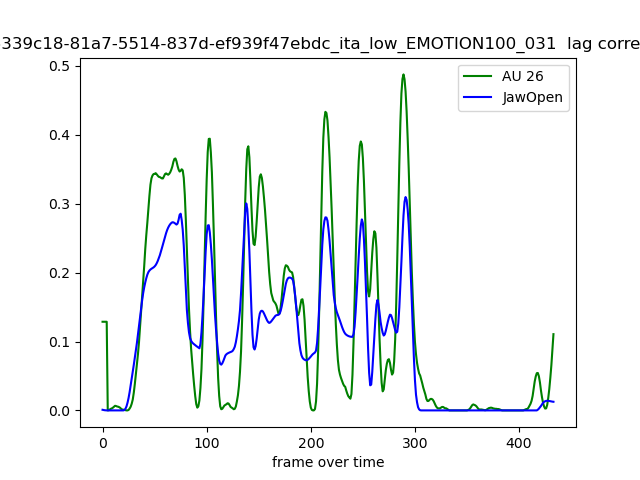 339c18-81a7-5514-837d-ef939f47ebdc_ita_low_EMOTION100_031 lag corre
AU 26
JawOpen
0.5
0.4
0.3
0.2
0.1
0.0
0 100 200 300 400
frame over time